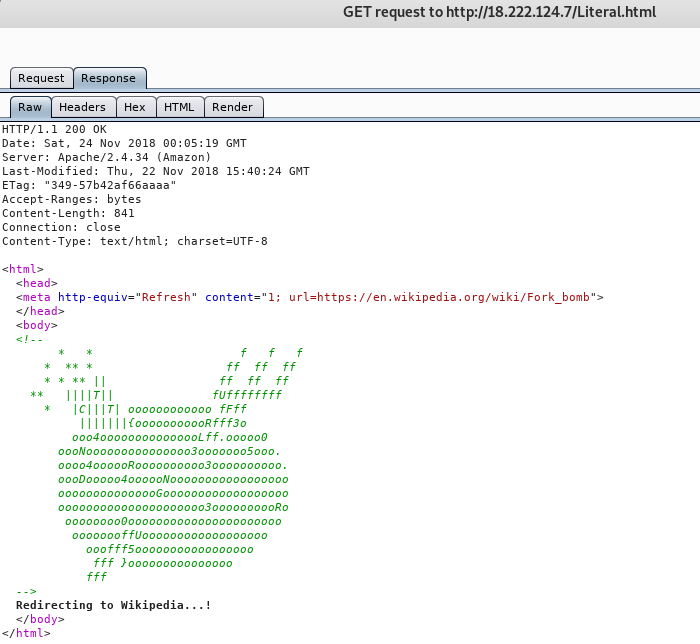 GET request to http://18.222.124.7/Literal.html
Request Response
Raw Headers Hex HTML Render
HTTP/1.1 200 OK
Date: Sat, 24 Nov 2018 00:05:19 GMT
Server: Apache/2.4.34 (Amazon)
Last-Modified: Thu, 22 Nov 2018 15:40:24 GMT
ETag: "349-57b42af66aaaa"
Accept-Ranges: bytes
Content-Length: 841
Connection: close
Content-Type: text/html; charset=UTF-8

<html>
  <head>
  <meta http-equiv="Refresh" content="1; url=https://en.wikipedia.org/wiki/Fork_bomb">
  </head>
  <body>
  <!--
        *   *                     f   f   f
      *  ** *                   ff  ff  ff
      * * ** ||                ff  ff  ff
    **   ||||T||              fUffffffff
      *   |C|||T| oooooooooooo fFff
           |||||||{ooooooooooRfff3o
          ooo4ooooooooooooooLff.ooooo0
        oooNooooooooooooooo3ooooooo5ooo.
        oooo4oooooRoooooooooo3oooooooooo.
        oooDooooo4oooooNooooooooooooooooo
        ooooooooooooooGoooooooooooooooooo
        ooooooooooooooooooooo3oooooooooRo
         oooooooo0oooooooooooooooooooooo
          oooooooffUoooooooooooooooooo
            ooofff5ooooooooooooooooo
             fff }ooooooooooooooo
            fff
  -->
  Redirecting to Wikipedia...!
  </body>
</html>